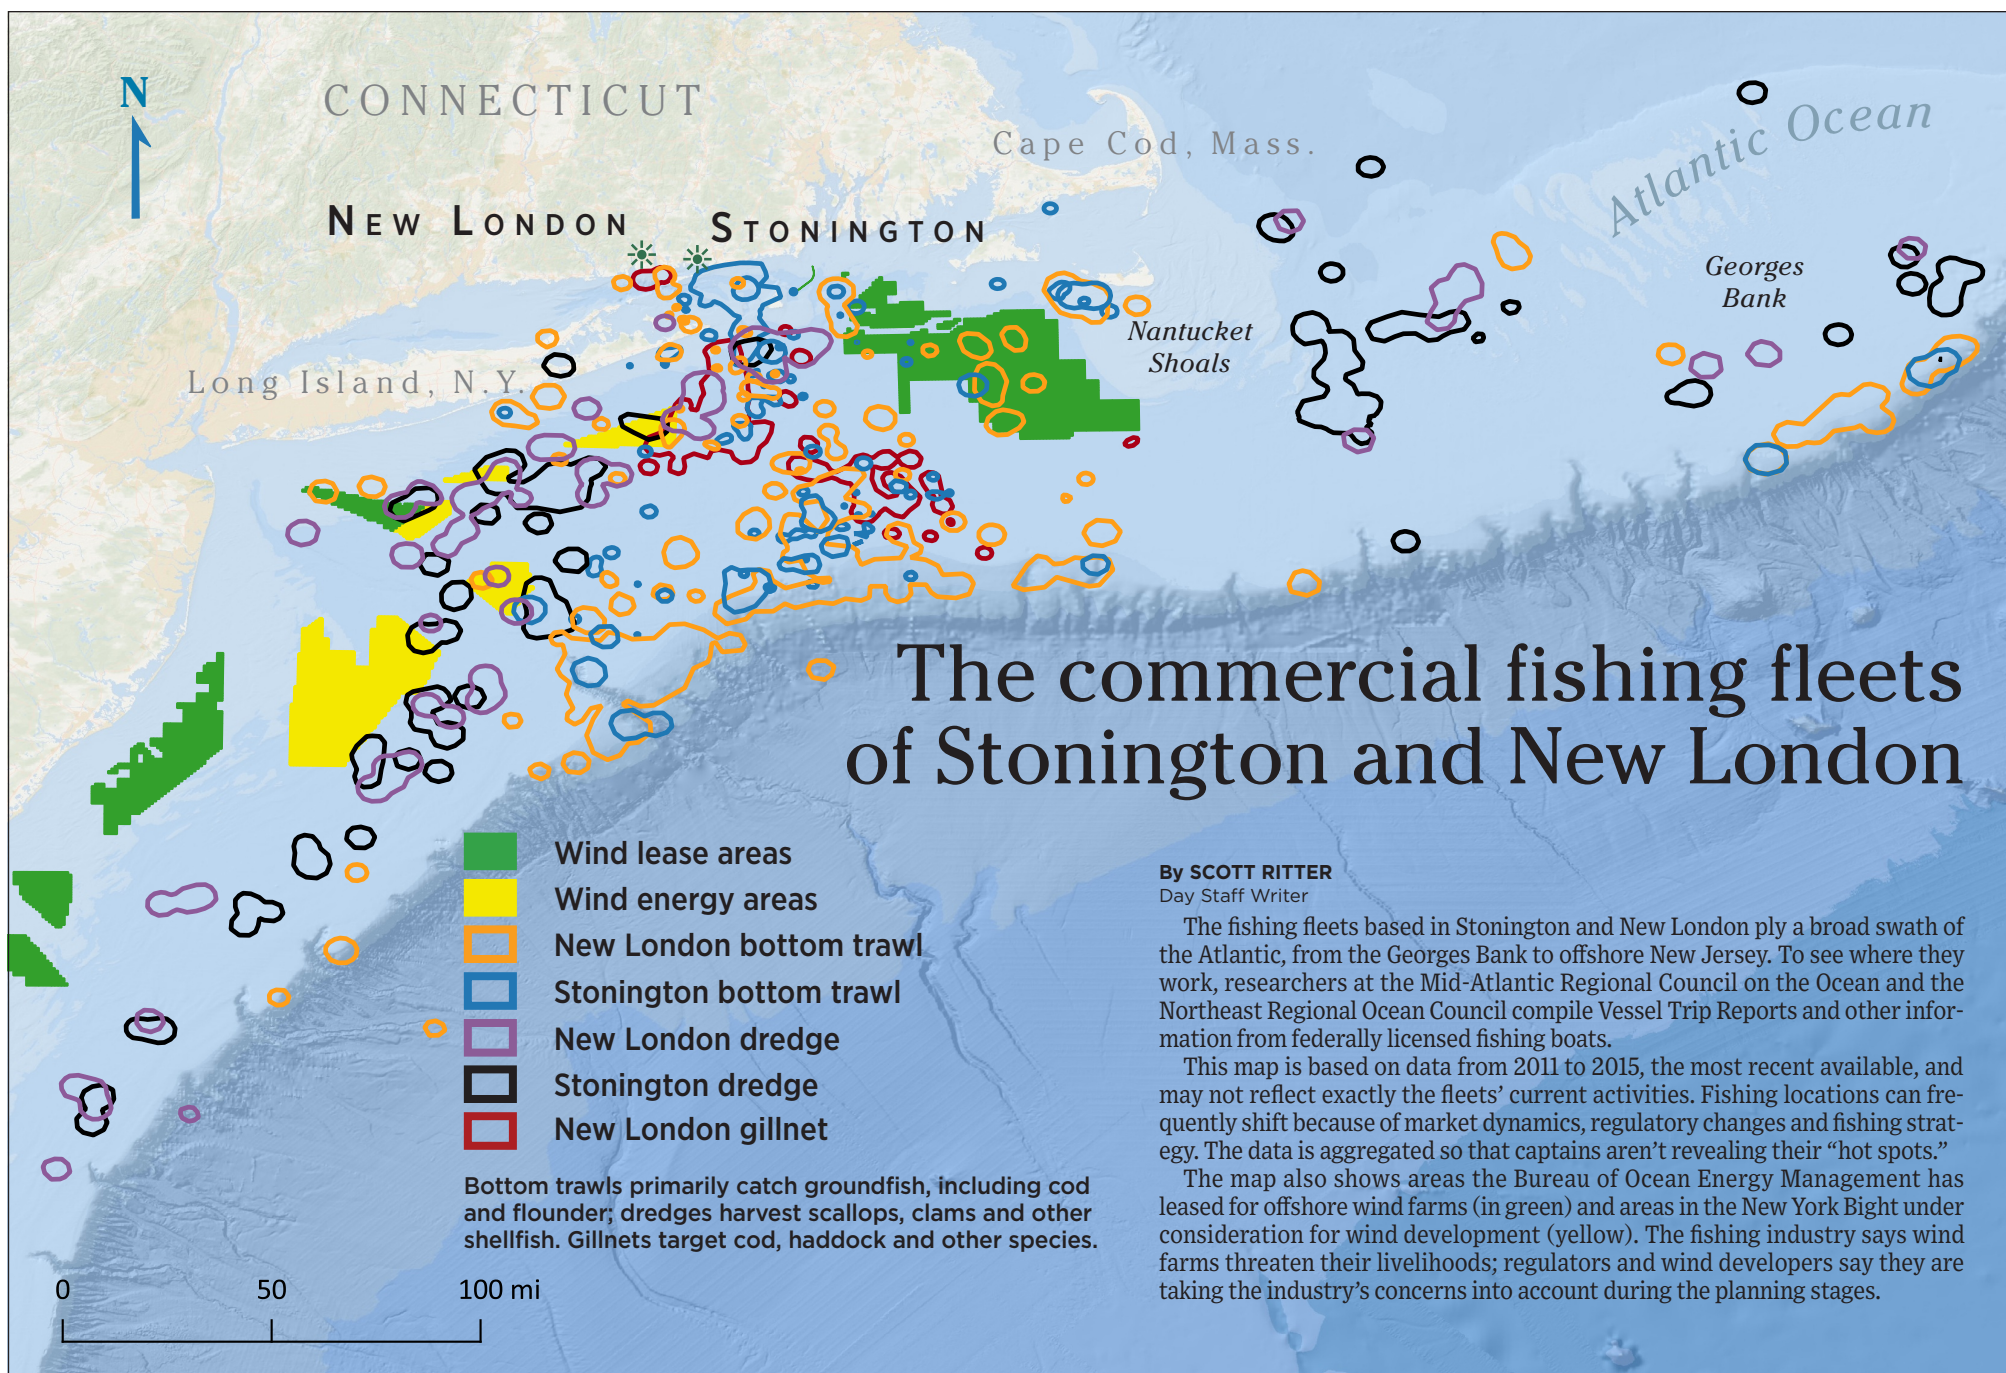 N
CONNECTICUT
Cape Cod, Mass.
Atlantic Ocean
NEW LONDON
STONINGTON
Georges
Bank
Nantucket
Shoals
Long Island, N.Y.
The commercial fishing fleets
of Stonington and New London
Wind lease areas
Wind energy areas
New London bottom trawl
Stonington bottom trawl
New London dredge
Stonington dredge
New London gillnet
Bottom trawls primarily catch groundfish, including cod
and flounder; dredges harvest scallops, clams and other
shellfish. Gillnets target cod, haddock and other species.
0 50 100 mi
By SCOTT RITTER
Day Staff Writer
The fishing fleets based in Stonington and New London ply a broad swath of
the Atlantic, from the Georges Bank to offshore New Jersey. To see where they
work, researchers at the Mid-Atlantic Regional Council on the Ocean and the
Northeast Regional Ocean Council compile Vessel Trip Reports and other infor-
mation from federally licensed fishing boats.
This map is based on data from 2011 to 2015, the most recent available, and
may not reflect exactly the fleets' current activities. Fishing locations can fre-
quently shift because of market dynamics, regulatory changes and fishing strat-
egy. The data is aggregated so that captains aren't revealing their "hot spots."
The map also shows areas the Bureau of Ocean Energy Management has
leased for offshore wind farms (in green) and areas in the New York Bight under
consideration for wind development (yellow). The fishing industry says wind
farms threaten their livelihoods; regulators and wind developers say they are
taking the industry's concerns into account during the planning stages.